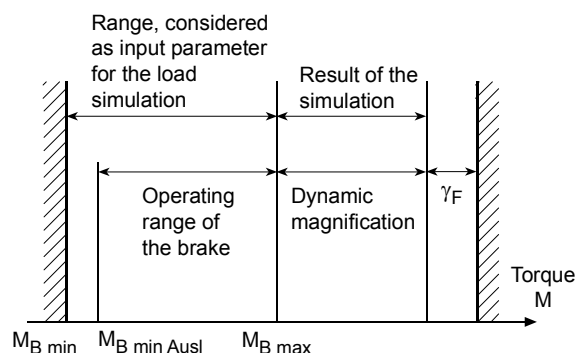 Range, considered
as input parameter
for the load
simulation
Result of the
simulation
Operating
range of
the brake
Dynamic
magnification
γF
Torque
M
MB min
MB min Ausl
MB max